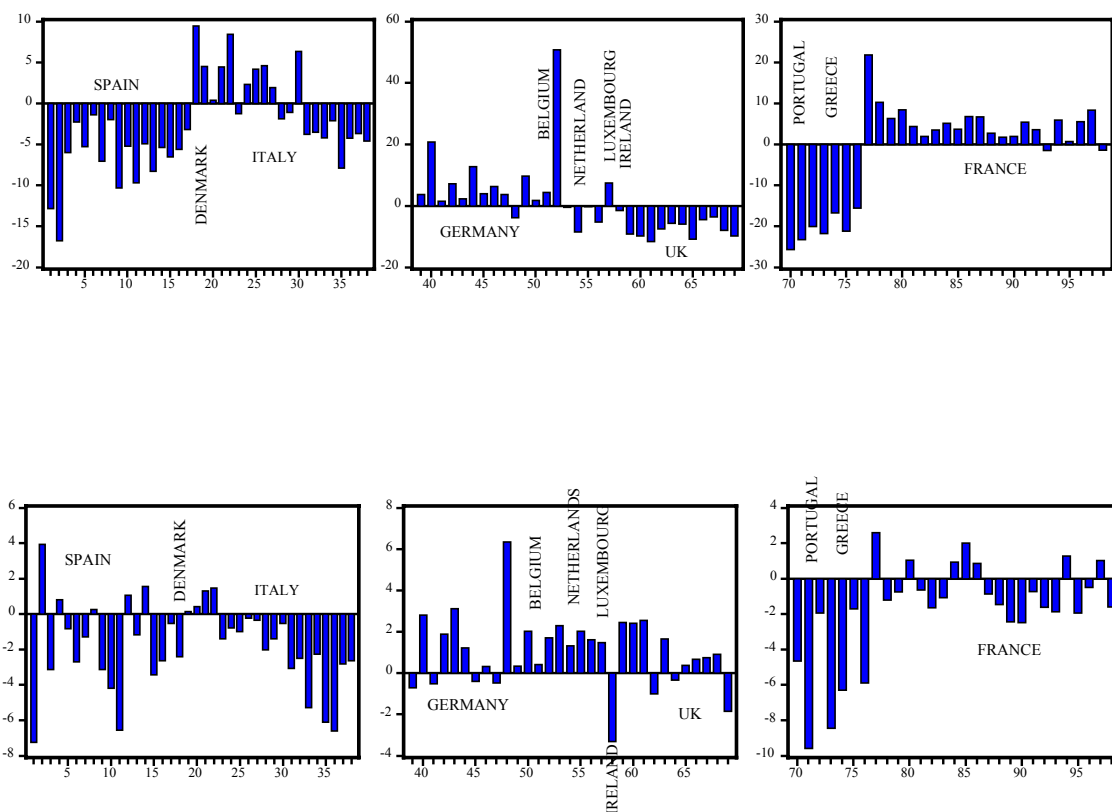 10
5
0
-5
-10
-15
-20
SPAIN
DENMARK
ITALY
5 10 15 20 25 30 35
60
40
20
0
-20
GERMANY
BELGIUM
NETHERLAND
LUXEMBOURG
IRELAND
UK
40 45 50 55 60 65
30
20
10
0
-10
-20
-30
PORTUGAL
GREECE
FRANCE
70 75 80 85 90 95
6
4
2
0
-2
-4
-6
-8
SPAIN
DENMARK
ITALY
5 10 15 20 25 30 35
8
6
4
2
0
-2
-4
GERMANY
BELGIUM
NETHERLANDS
LUXEMBOURG
IRELAND
UK
40 45 50 55 60 65
4
2
0
-2
-4
-6
-8
-10
PORTUGAL
GREECE
FRANCE
70 75 80 85 90 95